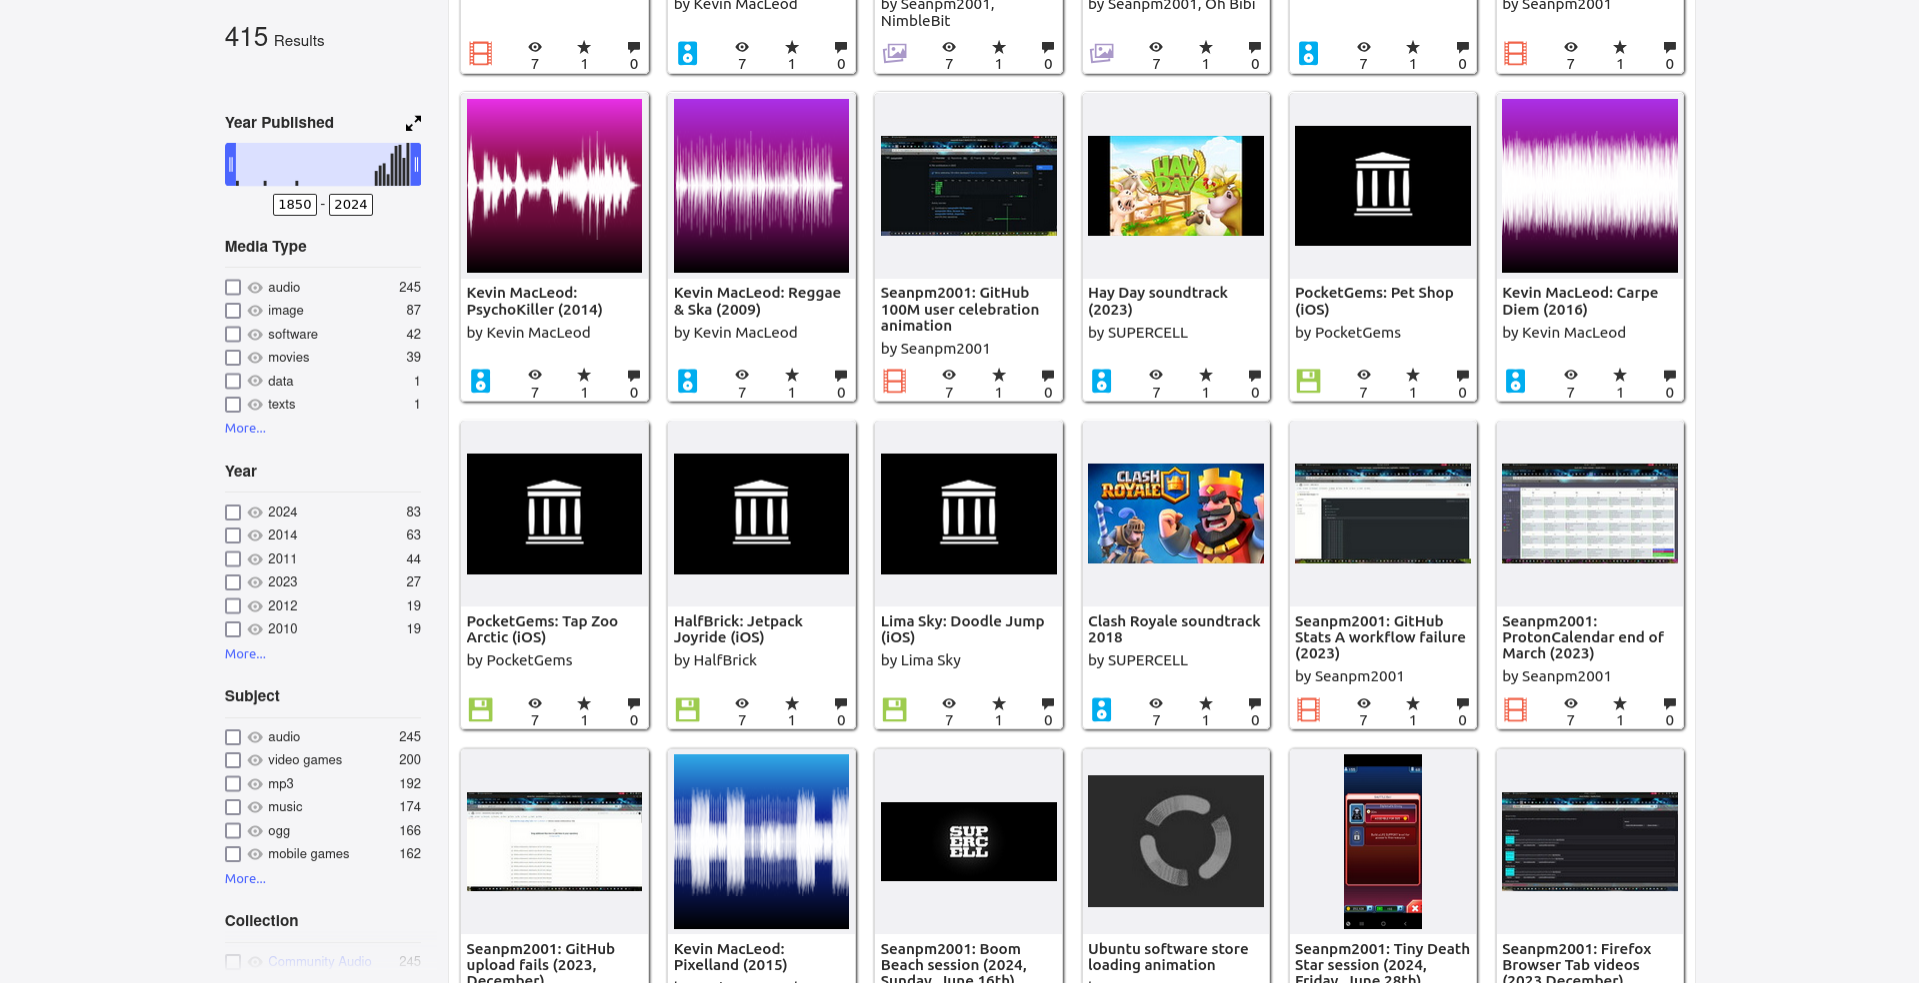 415 Results
Year Published
1850 - 2024
Media Type
audio 245
image 87
software 42
movies 39
data 1
texts 1
More...
Year
2024 83
2014 63
2011 44
2023 27
2012 19
2010 19
More...
Subject
audio 245
video games 200
mp3 192
music 174
ogg 166
mobile games 162
More...
Collection
Community Audio 245
by Kevin MacLeod
by Seanpm2001,
NimbleBit
by Seanpm2001, Oh Bibi
by Seanpm2001
7 1 0
7 1 0
7 1 0
7 1 0
7 1 0
7 1 0
Kevin MacLeod:
PsychoKiller (2014)
by Kevin MacLeod
7 1 0
Kevin MacLeod: Reggae
& Ska (2009)
by Kevin MacLeod
7 1 0
Seanpm2001: GitHub
100M user celebration
animation
by Seanpm2001
7 1 0
HAY
DAY
Hay Day soundtrack
(2023)
by SUPERCELL
7 1 0
PocketGems: Pet Shop
(iOS)
by PocketGems
7 1 0
Kevin MacLeod: Carpe
Diem (2016)
by Kevin MacLeod
7 1 0
PocketGems: Tap Zoo
Arctic (iOS)
by PocketGems
7 1 0
HalfBrick: Jetpack
Joyride (iOS)
by HalfBrick
7 1 0
Lima Sky: Doodle Jump
(iOS)
by Lima Sky
7 1 0
CLASH
ROYALE
Clash Royale soundtrack
2018
by SUPERCELL
7 1 0
Seanpm2001: GitHub
Stats A workflow failure
(2023)
by Seanpm2001
7 1 0
Seanpm2001:
ProtonCalendar end of
March (2023)
by Seanpm2001
7 1 0
Seanpm2001: GitHub
upload fails (2023,
December)
Kevin MacLeod:
Pixelland (2015)
SUP
ERC
ELL
Seanpm2001: Boom
Beach session (2024,
Sunday, June 16th)
Ubuntu software store
loading animation
Seanpm2001: Tiny Death
Star session (2024,
Friday, June 28th)
Seanpm2001: Firefox
Browser Tab videos
(2023 December)